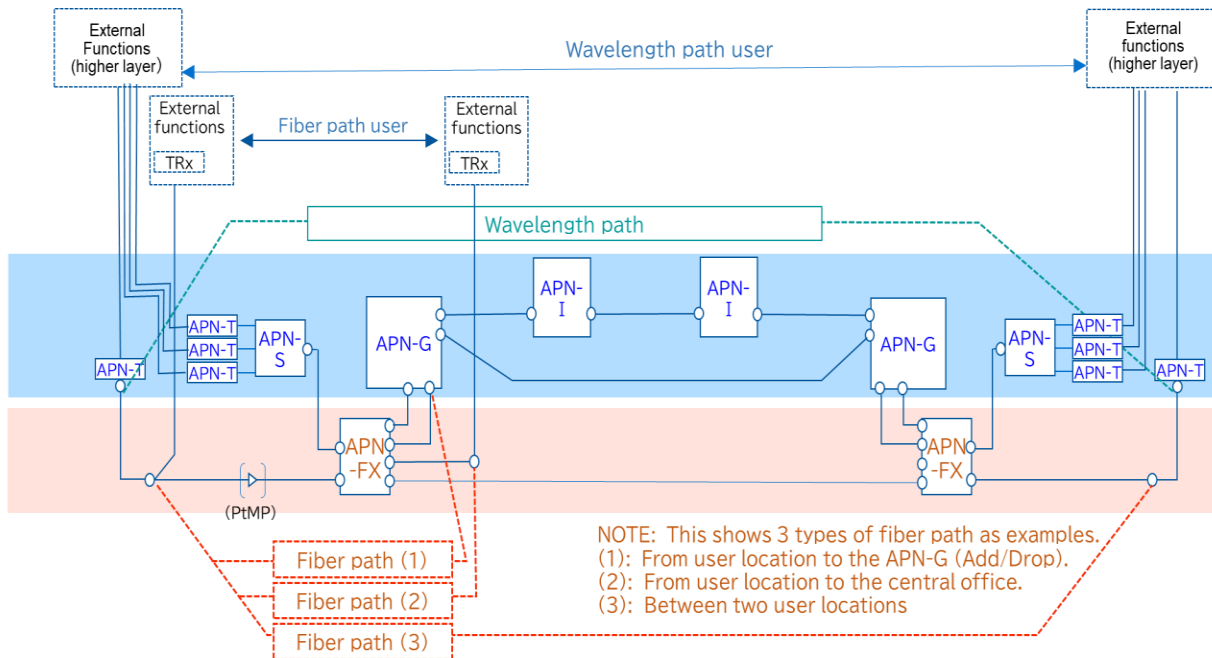 External
Functions
(higher layer)
Wavelength path user
External
functions
(higher layer)
External
functions
TRx
Fiber path user
External
functions
TRx
Wavelength path
APN-
I
APN-
I
APN-T
APN-T
APN-T
APN-
S
APN-G
APN-G
APN-
S
APN-T
APN-T
APN-T
APN-T
APN-T
APN
-FX
APN
-FX
(PtMP)
NOTE: This shows 3 types of fiber path as examples.
(1): From user location to the APN-G (Add/Drop).
(2): From user location to the central office.
(3): Between two user locations
Fiber path (1)
Fiber path (2)
Fiber path (3)